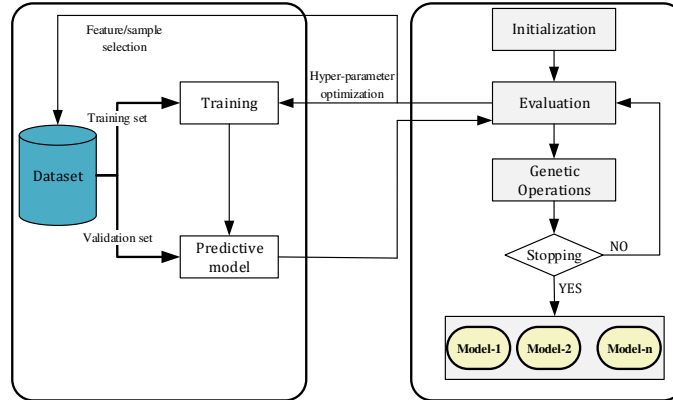 Feature/sample
selection
Initialization
Hyper-parameter
optimization
Training
Evaluation
Training set
Dataset
Genetic
Operations
Validation set
Predictive
model
Stopping
NO
YES
Model-1
Model-2
Model-n